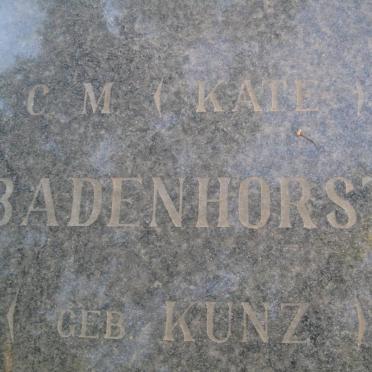 C. M. ( KATE )
BADENHORST
( GEB. KUNZ )